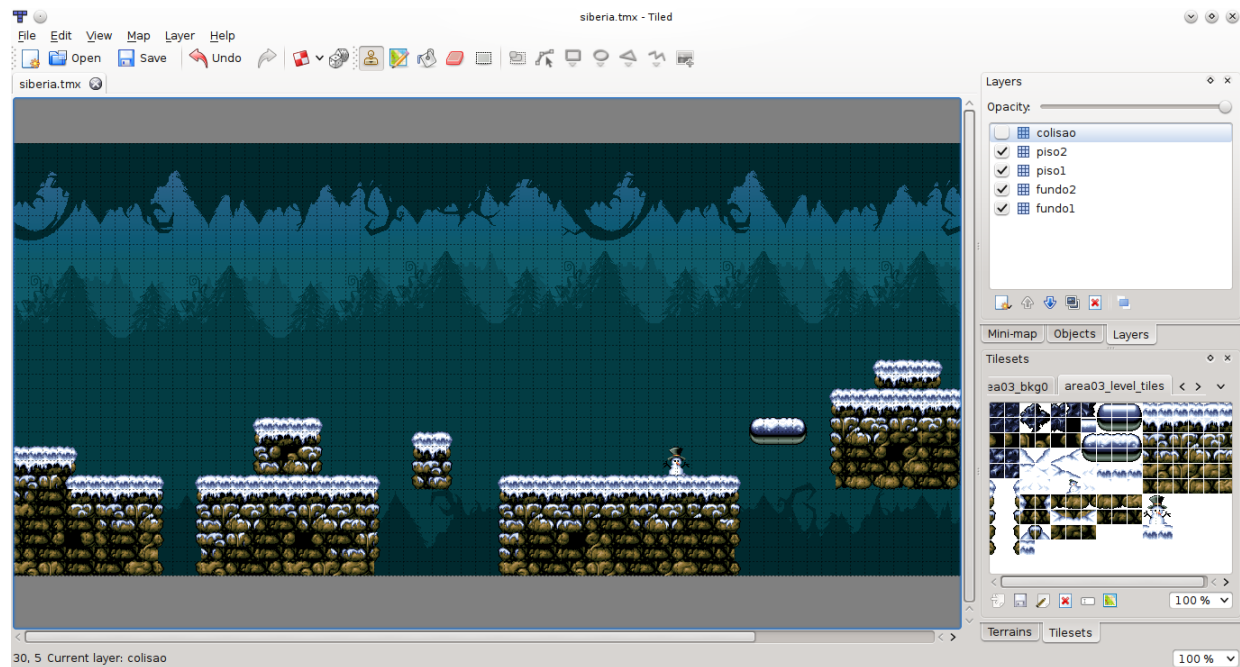 siberia.tmx - Tiled
File Edit View Map Layer Help
Open Save Undo
siberia.tmx
Layers
Opacity:
colisao
piso2
piso1
fundo2
fundo1
Mini-map Objects Layers
Tilesets
ea03_bkg0 area03_level_tiles
100 %
Terrains Tilesets
30, 5 Current layer: colisao
100 %